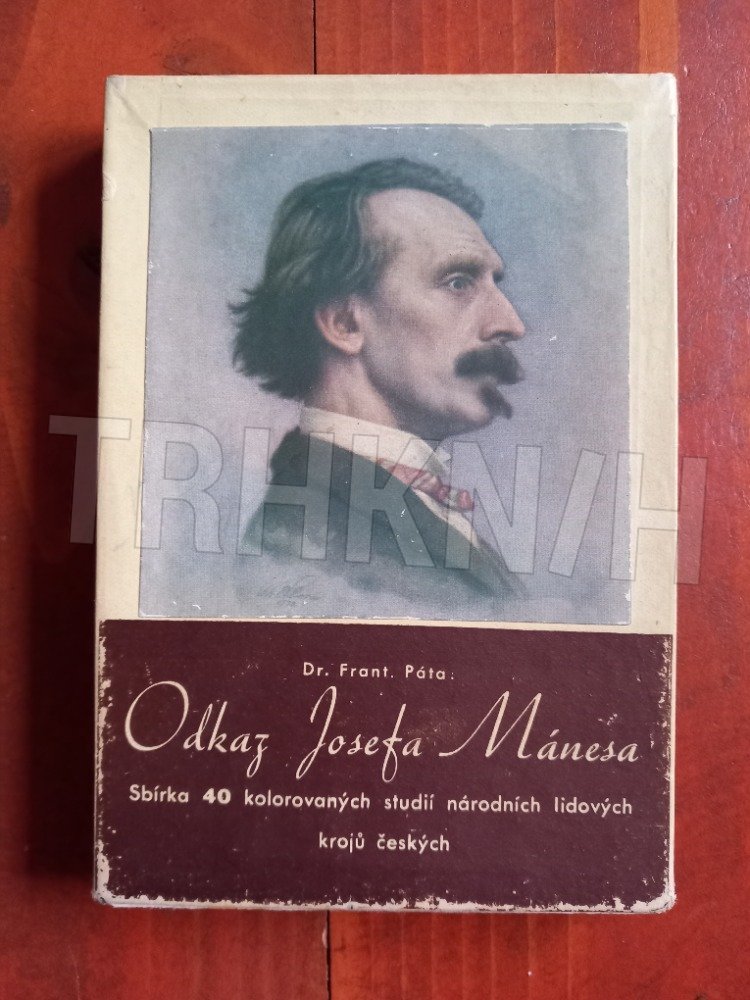 TRHKNIH
Dr. Frant. Páta:
Odkaz Josefa Mánesa
Sbírka 40 kolorovaných studií národních lidových
krojů českých